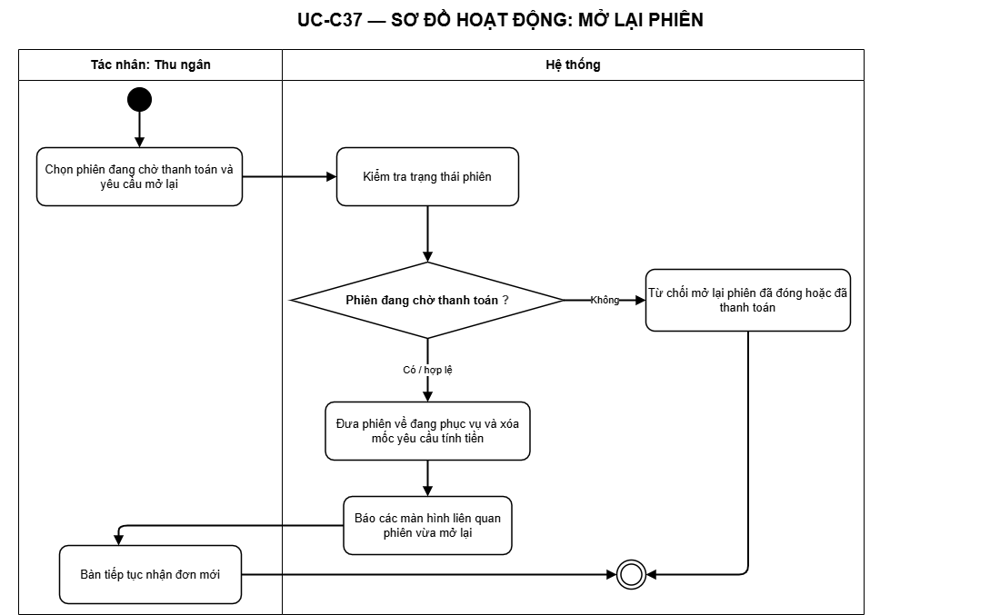 UC-C37 — SƠ ĐỒ HOẠT ĐỘNG: MỞ LẠI PHIÊN
Tác nhân: Thu ngân
Hệ thống
Chọn phiên đang chờ thanh toán và
yêu cầu mở lại
Kiểm tra trạng thái phiên
Phiên đang chờ thanh toán ?
Không
Từ chối mở lại phiên đã đóng hoặc đã
thanh toán
Có / hợp lệ
Đưa phiên về đang phục vụ và xóa
mốc yêu cầu tính tiền
Báo các màn hình liên quan
phiên vừa mở lại
Bàn tiếp tục nhận đơn mới